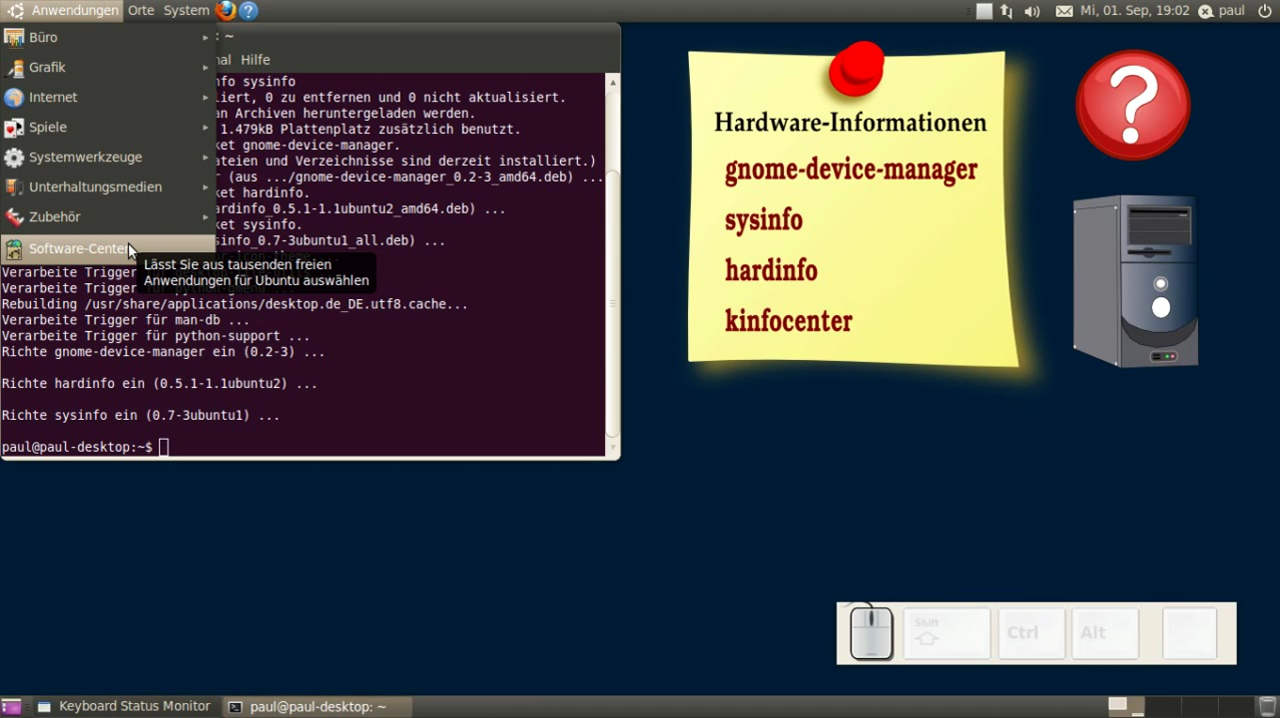 Anwendungen Orte System
Mi, 01. Sep, 19:02 paul
Büro
Grafik
Internet
Spiele
Systemwerkzeuge
Unterhaltungsmedien
Zubehör
Software-Center
Lässt Sie aus tausenden freien
Anwendungen für Ubuntu auswählen
: ~
Hilfe
sysinfo
iert, 0 zu entfernen und 0 nicht aktualisiert.
n Archiven heruntergeladen werden.
1.479kB Plattenplatz zusätzlich benutzt.
ket gnome-device-manager.
ateien und Verzeichnisse sind derzeit installiert.)
(aus .../gnome-device-manager_0.2-3_amd64.deb) ...
ket hardinfo.
ardinfo_0.5.1-1.1ubuntu2_amd64.deb) ...
ket sysinfo.
sinfo_0.7-3ubuntu1_all.deb) ...
Verarbeite Trigger
Verarbeite Trigger
Rebuilding /usr/share/applications/desktop.de_DE.utf8.cache...
Verarbeite Trigger für man-db ...
Verarbeite Trigger für python-support ...
Richte gnome-device-manager ein (0.2-3) ...
Richte hardinfo ein (0.5.1-1.1ubuntu2) ...
Richte sysinfo ein (0.7-3ubuntu1) ...
paul@paul-desktop:~$
Hardware-Informationen
gnome-device-manager
sysinfo
hardinfo
kinfocenter
Shift
Ctrl
Alt
Keyboard Status Monitor
paul@paul-desktop: ~